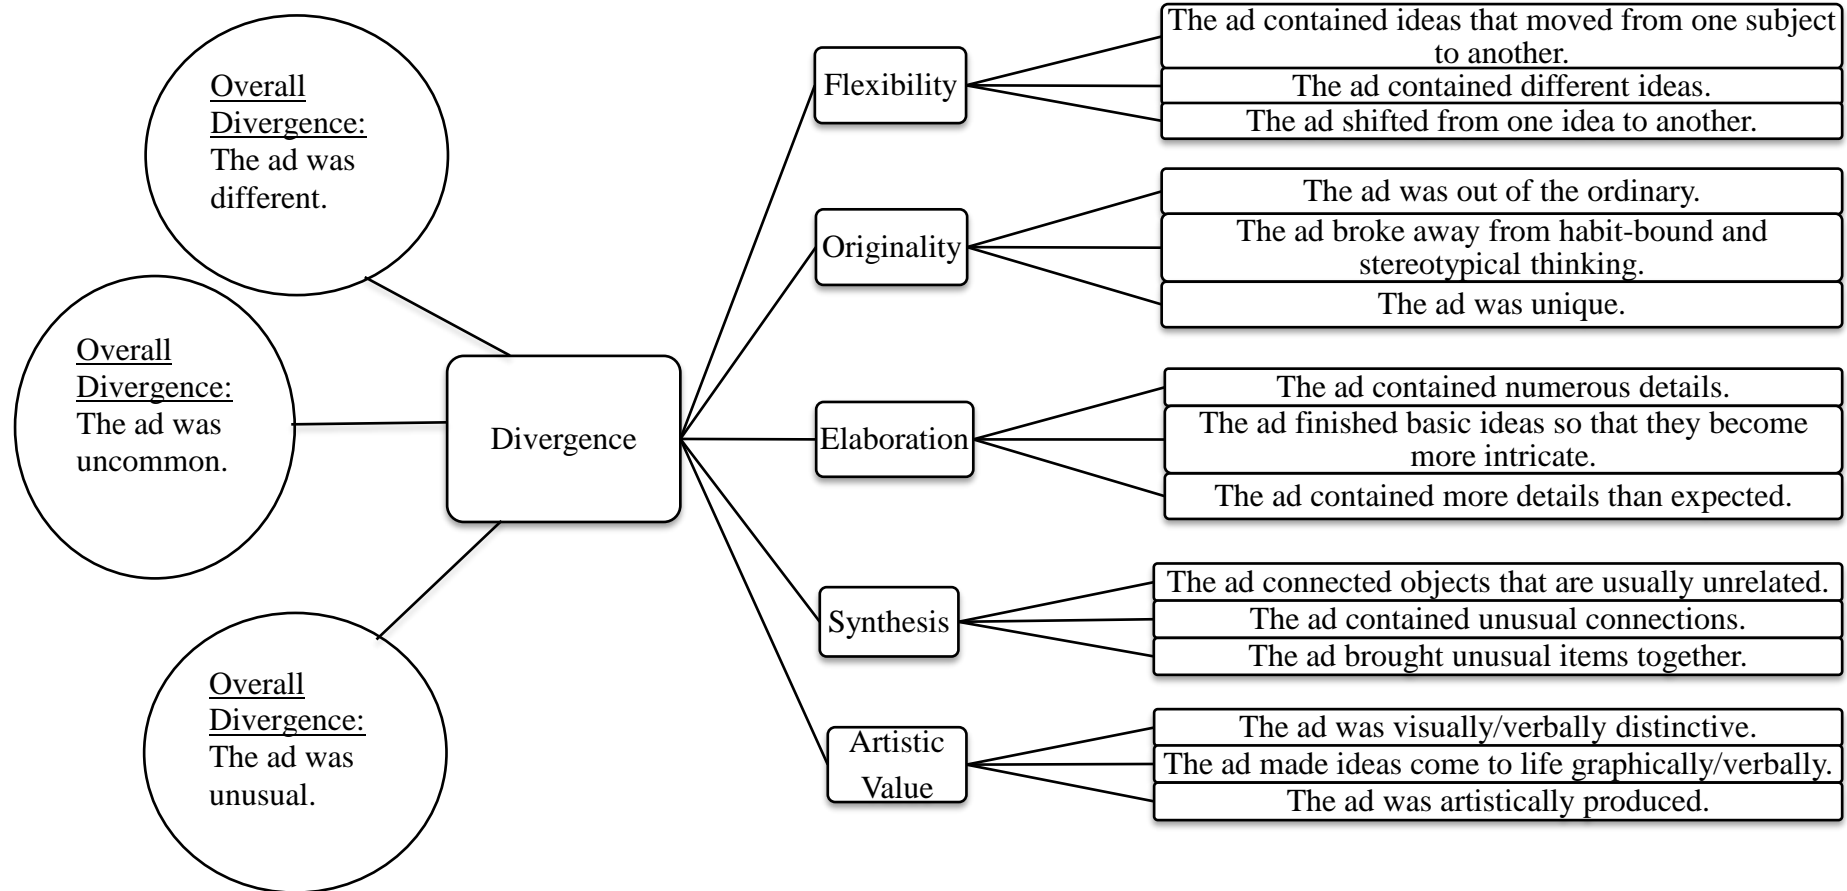 Overall
Divergence:
The ad was
different.
Overall
Divergence:
The ad was
uncommon.
Overall
Divergence:
The ad was
unusual.
Divergence
Flexibility
The ad contained ideas that moved from one subject
to another.
The ad contained different ideas.
The ad shifted from one idea to another.
Originality
The ad was out of the ordinary.
The ad broke away from habit-bound and
stereotypical thinking.
The ad was unique.
Elaboration
The ad contained numerous details.
The ad finished basic ideas so that they become
more intricate.
The ad contained more details than expected.
Synthesis
The ad connected objects that are usually unrelated.
The ad contained unusual connections.
The ad brought unusual items together.
Artistic
Value
The ad was visually/verbally distinctive.
The ad made ideas come to life graphically/verbally.
The ad was artistically produced.